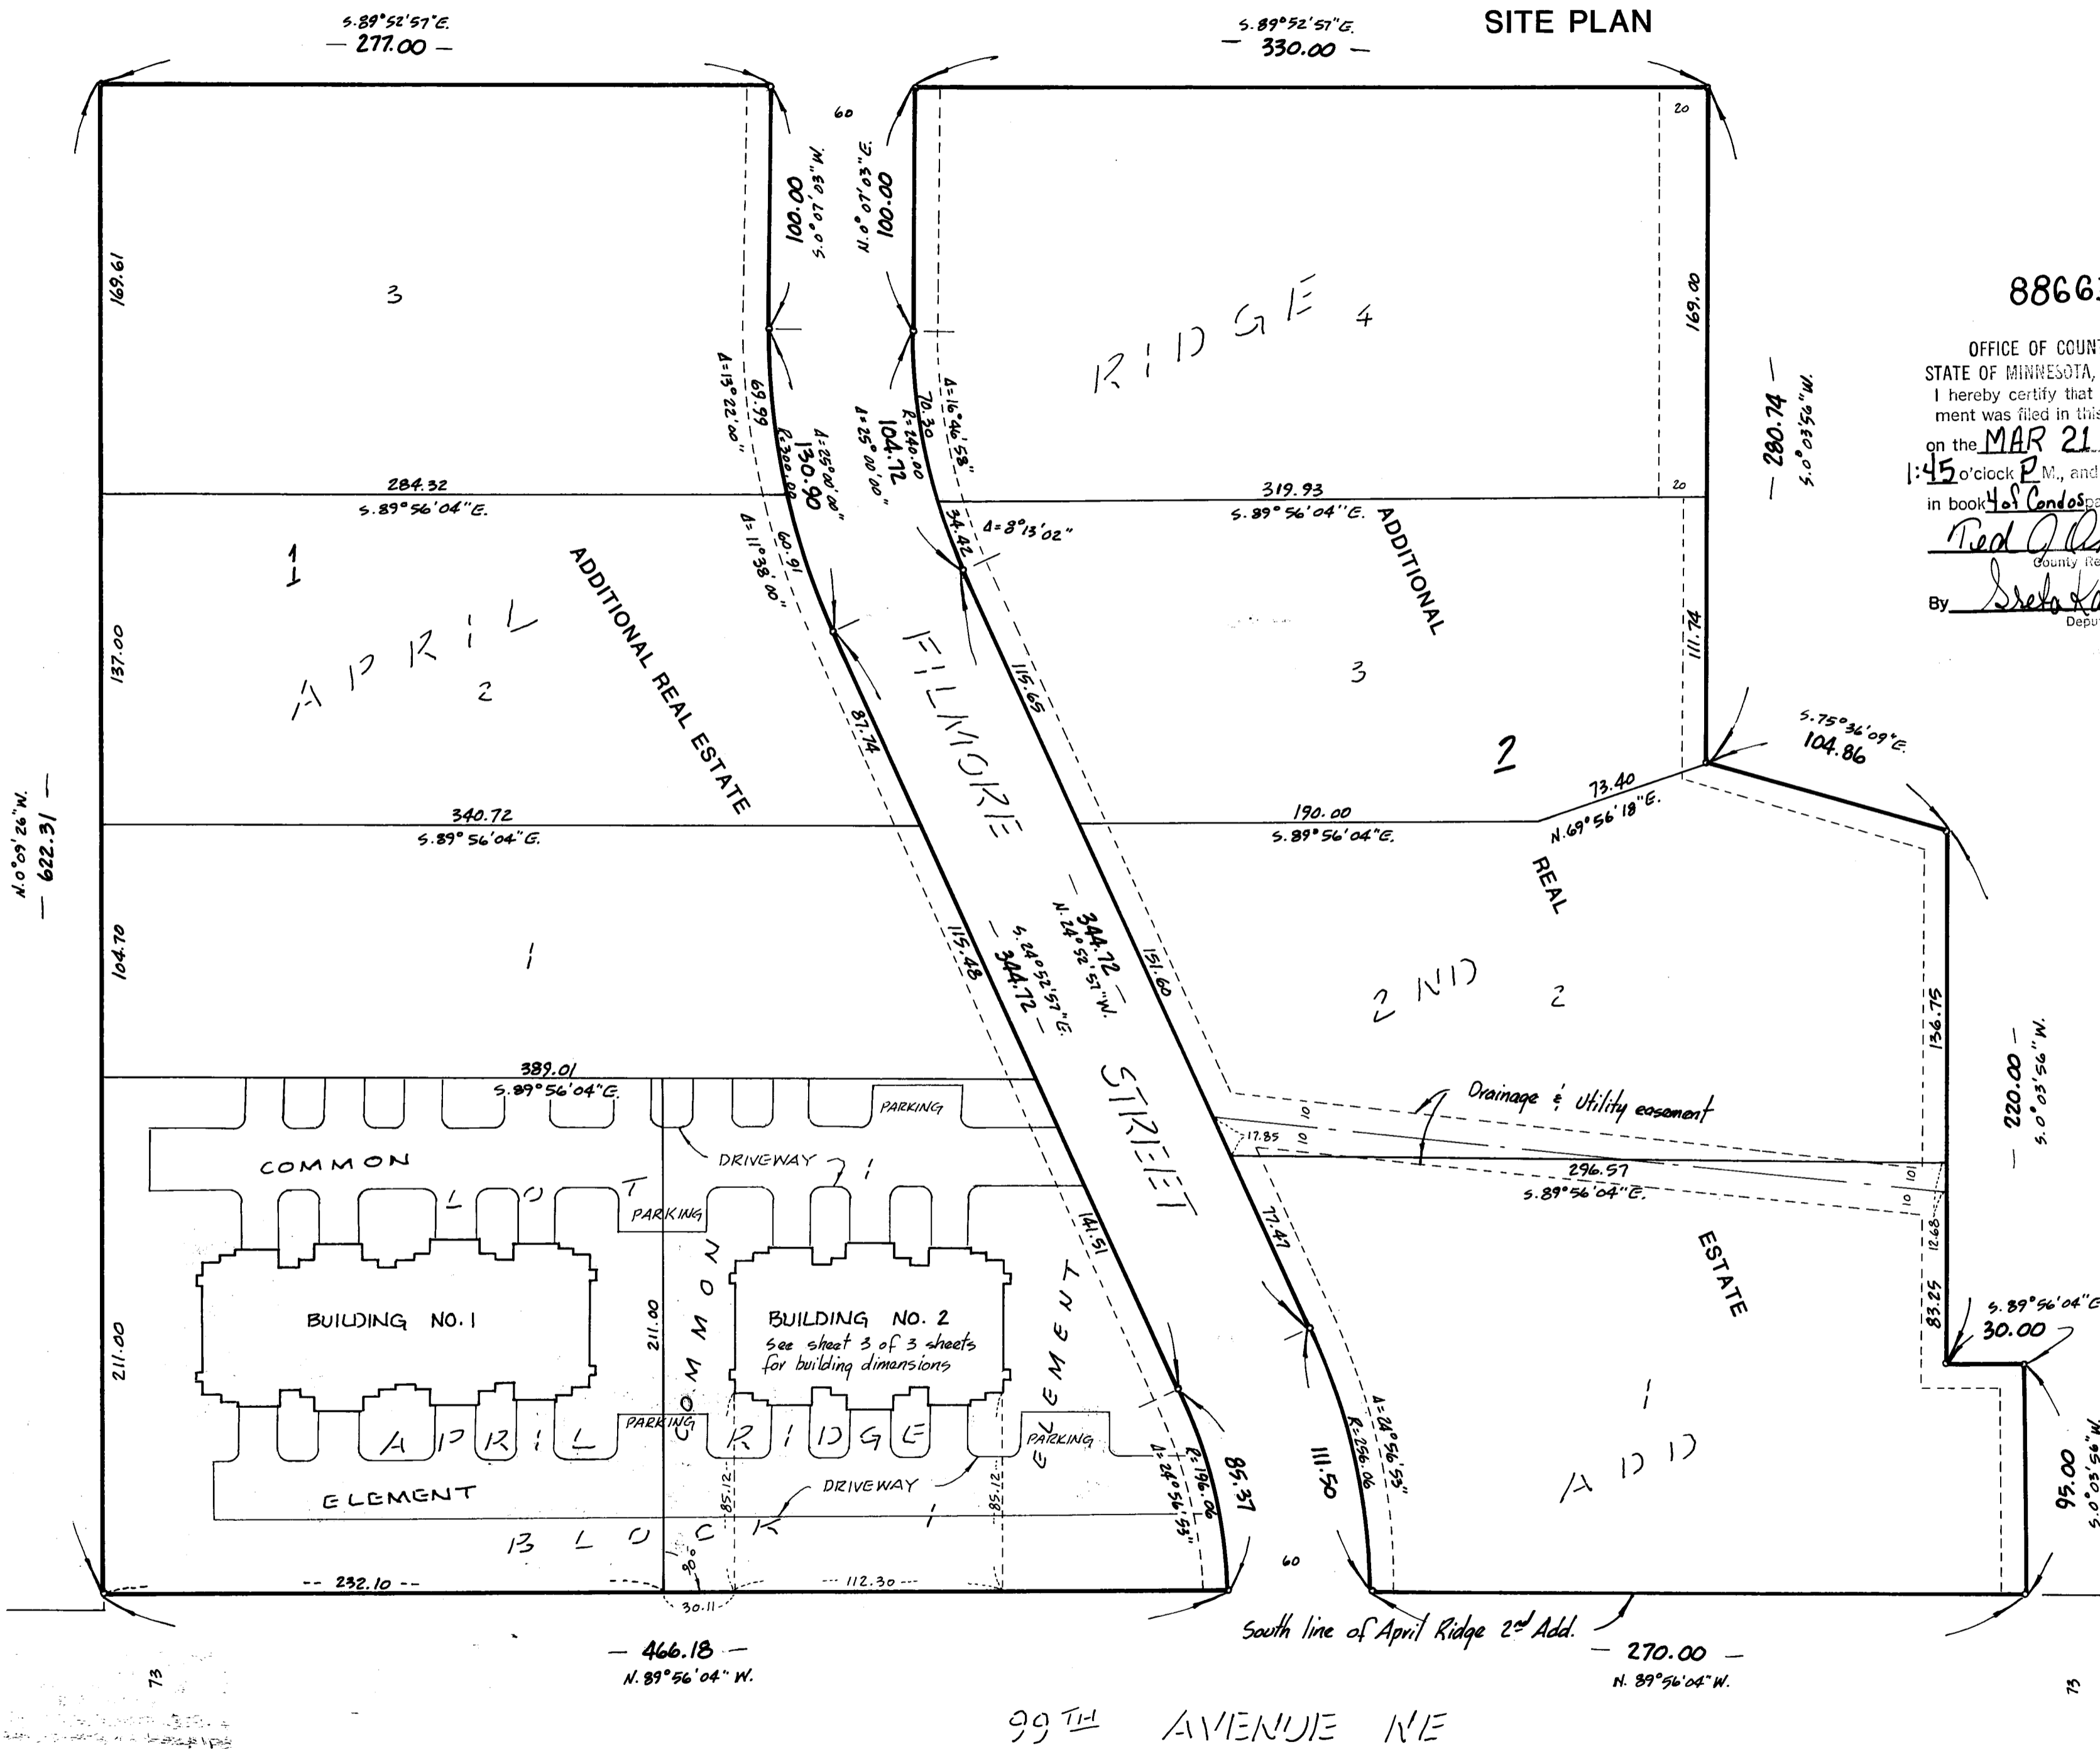 SITE PLAN
S.89°52'57"E.
— 277.00 —
S.89°52'57"E.
— 330.00 —
60
20
100.00
S.0°07'03"W.
N.0°07'03"E.
100.00
169.61
3
RIDGE
4
169.00
— 280.74 —
S.0°03'56"W.
OFFICE OF
STATE OF MINNESOTA,
I hereby certify that
ment was filed in this
on the MAR 21
1:45 o'clock P M., and
in book 4 of Condos
Ted
County
By
Δ=13°22'00"
69.99
R=300.00
130.90
Δ=25°00'00"
Δ=25°00'00"
104.72
R=240.00
70.30
Δ=16°46'58"
284.32
S.89°56'04"E.
319.93
S.89°56'04"E.
20
Δ=11°38'00"
60.91
34.42
Δ=8°13'02"
1
ADDITIONAL REAL ESTATE
ADDITIONAL
137.00
APRIL
2
87.74
FILMORE
115.65
3
111.74
2
S.75°36'09"E.
104.86
73.40
N.69°56'18"E.
340.72
S.89°56'04"E.
190.00
S.89°56'04"E.
N.0°09'26"W.
— 622.31 —
REAL
104.70
1
115.48
S.24°52'57"E.
— 344.72 —
— 344.72 —
N.24°52'57"W.
151.60
2 ND
2
136.75
— 220.00 —
S.0°03'56"W.
389.01
S.89°56'04"E.
STREET
Drainage & Utility easement
10
10
17.85
PARKING
COMMON
DRIVEWAY
1
LOT
PARKING
296.57
S.89°56'04"E.
10
10
12.68
141.51
77.47
ESTATE
211.00
BUILDING NO. 1
211.00
COMMON
BUILDING NO. 2
See sheet 3 of 3 sheets
for building dimensions
ELEMENT
83.25
S.89°56'04"E
30.00
PARKING
APRIL
RIDGE
PARKING
Δ=24°56'53"
R=196.06
85.37
111.50
R=256.06
Δ=24°56'53"
1
ADD
95.00
S.0°03'56"W.
ELEMENT
85.12
DRIVEWAY
85.12
BLOCK
1
90°
60
232.10
30.11
112.30
South line of April Ridge 2nd Add.
— 466.18 —
N.89°56'04"W.
— 270.00 —
N.89°56'04"W.
73
73
99TH AVENUE NE